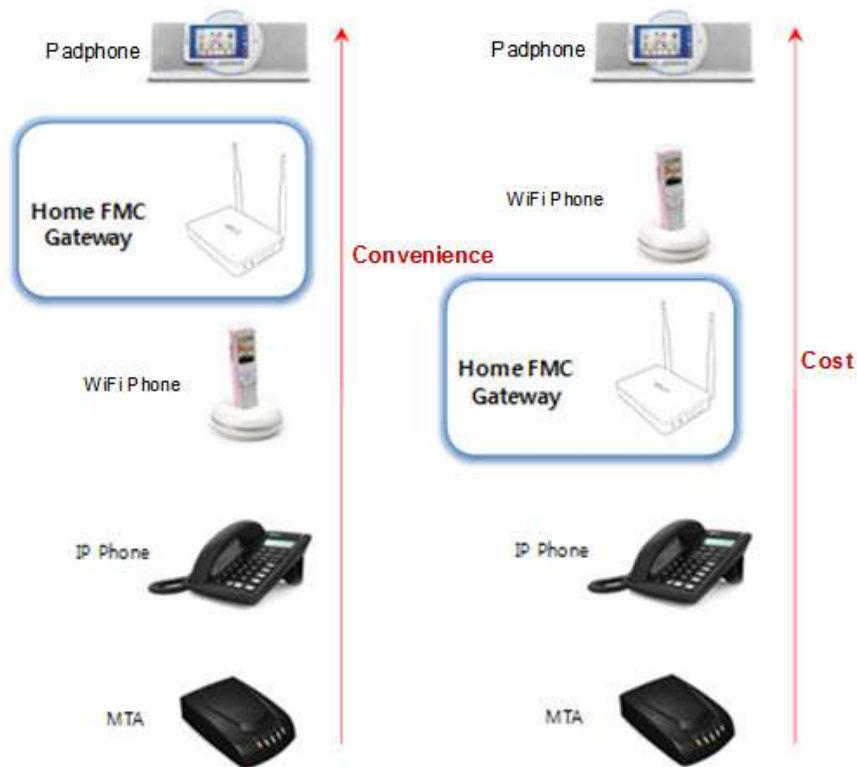 Padphone
Home FMC
Gateway
Convenience
WiFi Phone
IP Phone
MTA
Padphone
WiFi Phone
Home FMC
Gateway
Cost
IP Phone
MTA